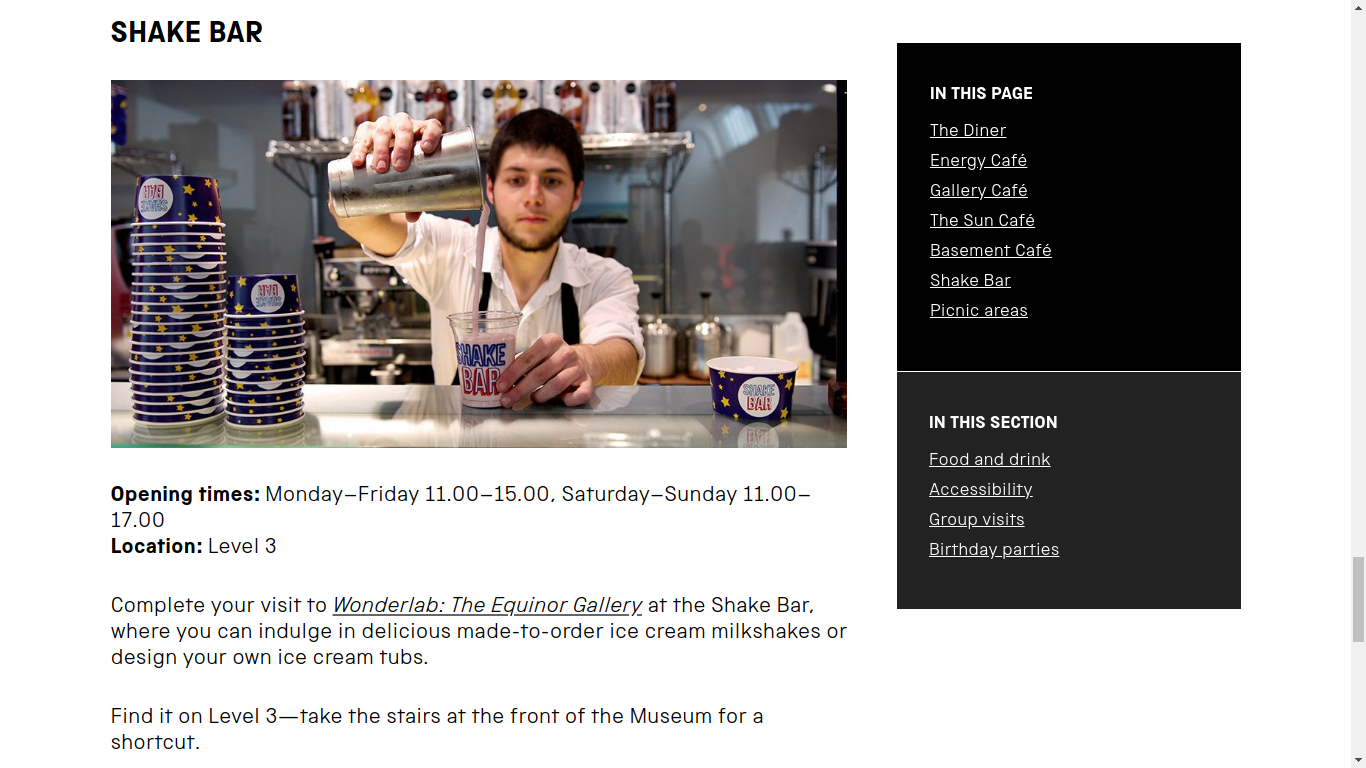 SHAKE BAR
SHAKE
BAR
SHAKE
BAR
SHAKE
BAR
SHAKE
BAR
Opening times: Monday–Friday 11.00–15.00, Saturday–Sunday 11.00–
17.00
Location: Level 3
Complete your visit to Wonderlab: The Equinor Gallery at the Shake Bar,
where you can indulge in delicious made-to-order ice cream milkshakes or
design your own ice cream tubs.
Find it on Level 3—take the stairs at the front of the Museum for a
shortcut.
IN THIS PAGE
The Diner
Energy Café
Gallery Café
The Sun Café
Basement Café
Shake Bar
Picnic areas
IN THIS SECTION
Food and drink
Accessibility
Group visits
Birthday parties